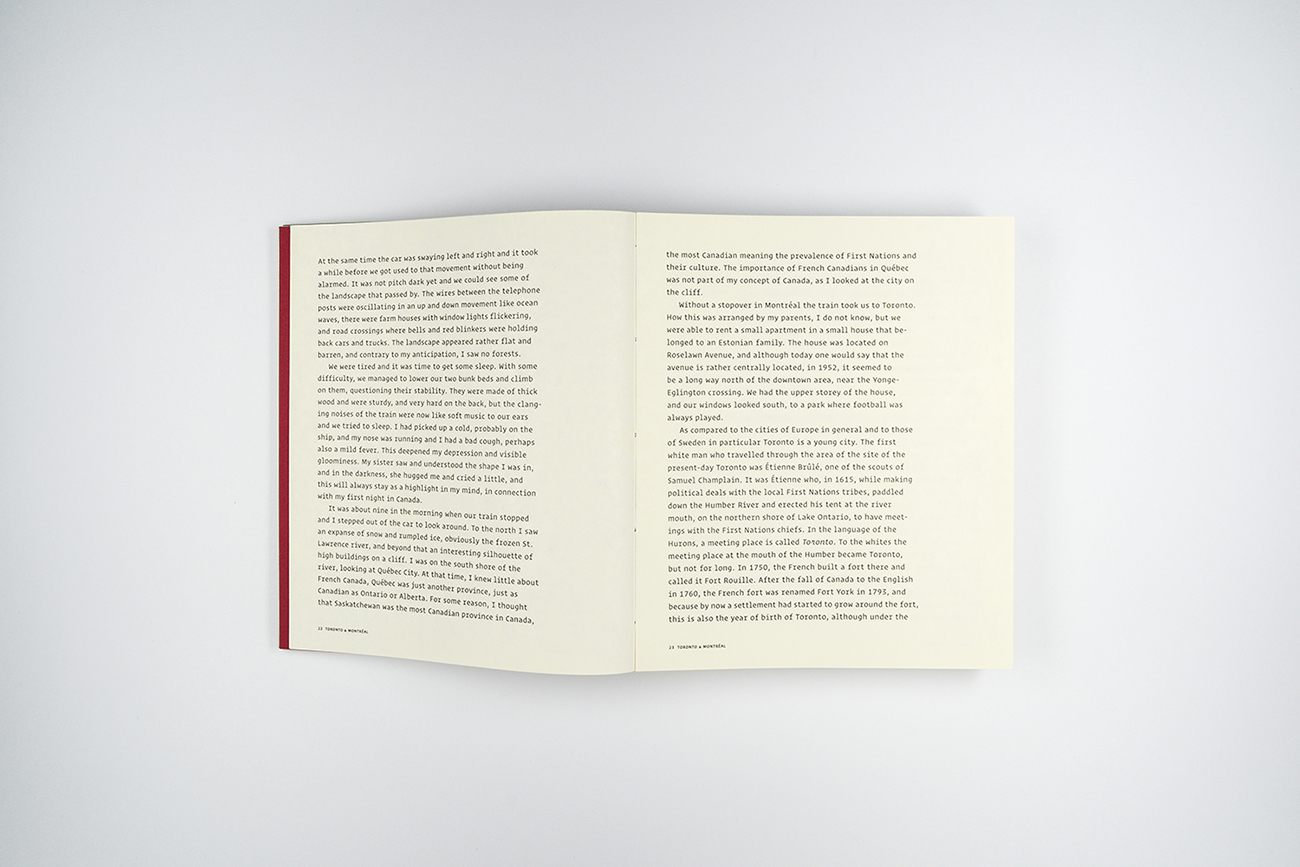 At the same time the car was swaying left and right and it took
a while before we got used to that movement without being
alarmed. It was not pitch dark yet and we could see some of
the landscape that passed by. The wires between the telephone
posts were oscillating in an up and down movement like ocean
waves, there were farm houses with window lights flickering,
and road crossings where bells and red blinkers were holding
back cars and trucks. The landscape appeared rather flat and
barren, and contrary to my anticipation, I saw no forests.
We were tired and it was time to get some sleep. With some
difficulty, we managed to lower our two bunk beds and climb
on them, questioning their stability. They were made of thick
wood and were sturdy, and very hard on the back, but the clang-
ing noises of the train were now like soft music to our ears
and we tried to sleep. I had picked up a cold, probably on the
ship, and my nose was running and I had a bad cough, perhaps
also a mild fever. This deepened my depression and visible
gloominess. My sister saw and understood the shape I was in,
and in the darkness, she hugged me and cried a little, and
this will always stay as a highlight in my mind, in connection
with my first night in Canada.
It was about nine in the morning when our train stopped
and I stepped out of the car to look around. To the north I saw
an expanse of snow and rumpled ice, obviously the frozen St.
Lawrence river, and beyond that an interesting silhouette of
high buildings on a cliff. I was on the south shore of the
river, looking at Québec City. At that time, I knew little about
French Canada, Québec was just another province, just as
Canadian as Ontario or Alberta. For some reason, I thought
that Saskatchewan was the most Canadian province in Canada,
22 TORONTO & MONTRÉAL
the most Canadian meaning the prevalence of First Nations and
their culture. The importance of French Canadians in Québec
was not part of my concept of Canada, as I looked at the city on
the cliff.
Without a stopover in Montréal the train took us to Toronto.
How this was arranged by my parents, I do not know, but we
were able to rent a small apartment in a small house that be-
longed to an Estonian family. The house was located on
Roselawn Avenue, and although today one would say that the
avenue is rather centrally located, in 1952, it seemed to
be a long way north of the downtown area, near the Yonge-
Eglington crossing. We had the upper storey of the house,
and our windows looked south, to a park where football was
always played.
As compared to the cities of Europe in general and to those
of Sweden in particular Toronto is a young city. The first
white man who travelled through the area of the site of the
present-day Toronto was Étienne Brûlé, one of the scouts of
Samuel Champlain. It was Étienne who, in 1615, while making
political deals with the local First Nations tribes, paddled
down the Humber River and erected his tent at the river
mouth, on the northern shore of Lake Ontario, to have meet-
ings with the First Nations chiefs. In the language of the
Hurons, a meeting place is called Toronto. To the whites the
meeting place at the mouth of the Humber became Toronto,
but not for long. In 1750, the French built a fort there and
called it Fort Rouille. After the fall of Canada to the English
in 1760, the French fort was renamed Fort York in 1793, and
because by now a settlement had started to grow around the fort,
this is also the year of birth of Toronto, although under the
23 TORONTO & MONTRÉAL